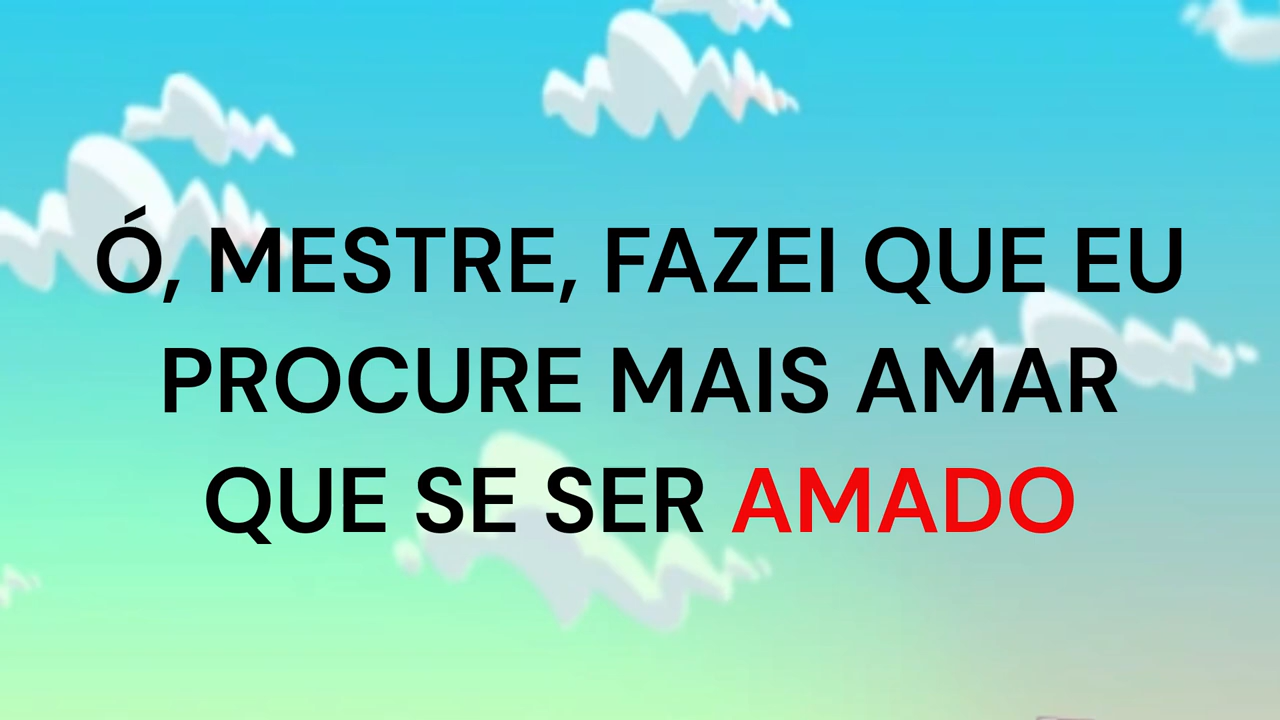 Ó, MESTRE, FAZEI QUE EU
PROCURE MAIS AMAR
QUE SE SER AMADO